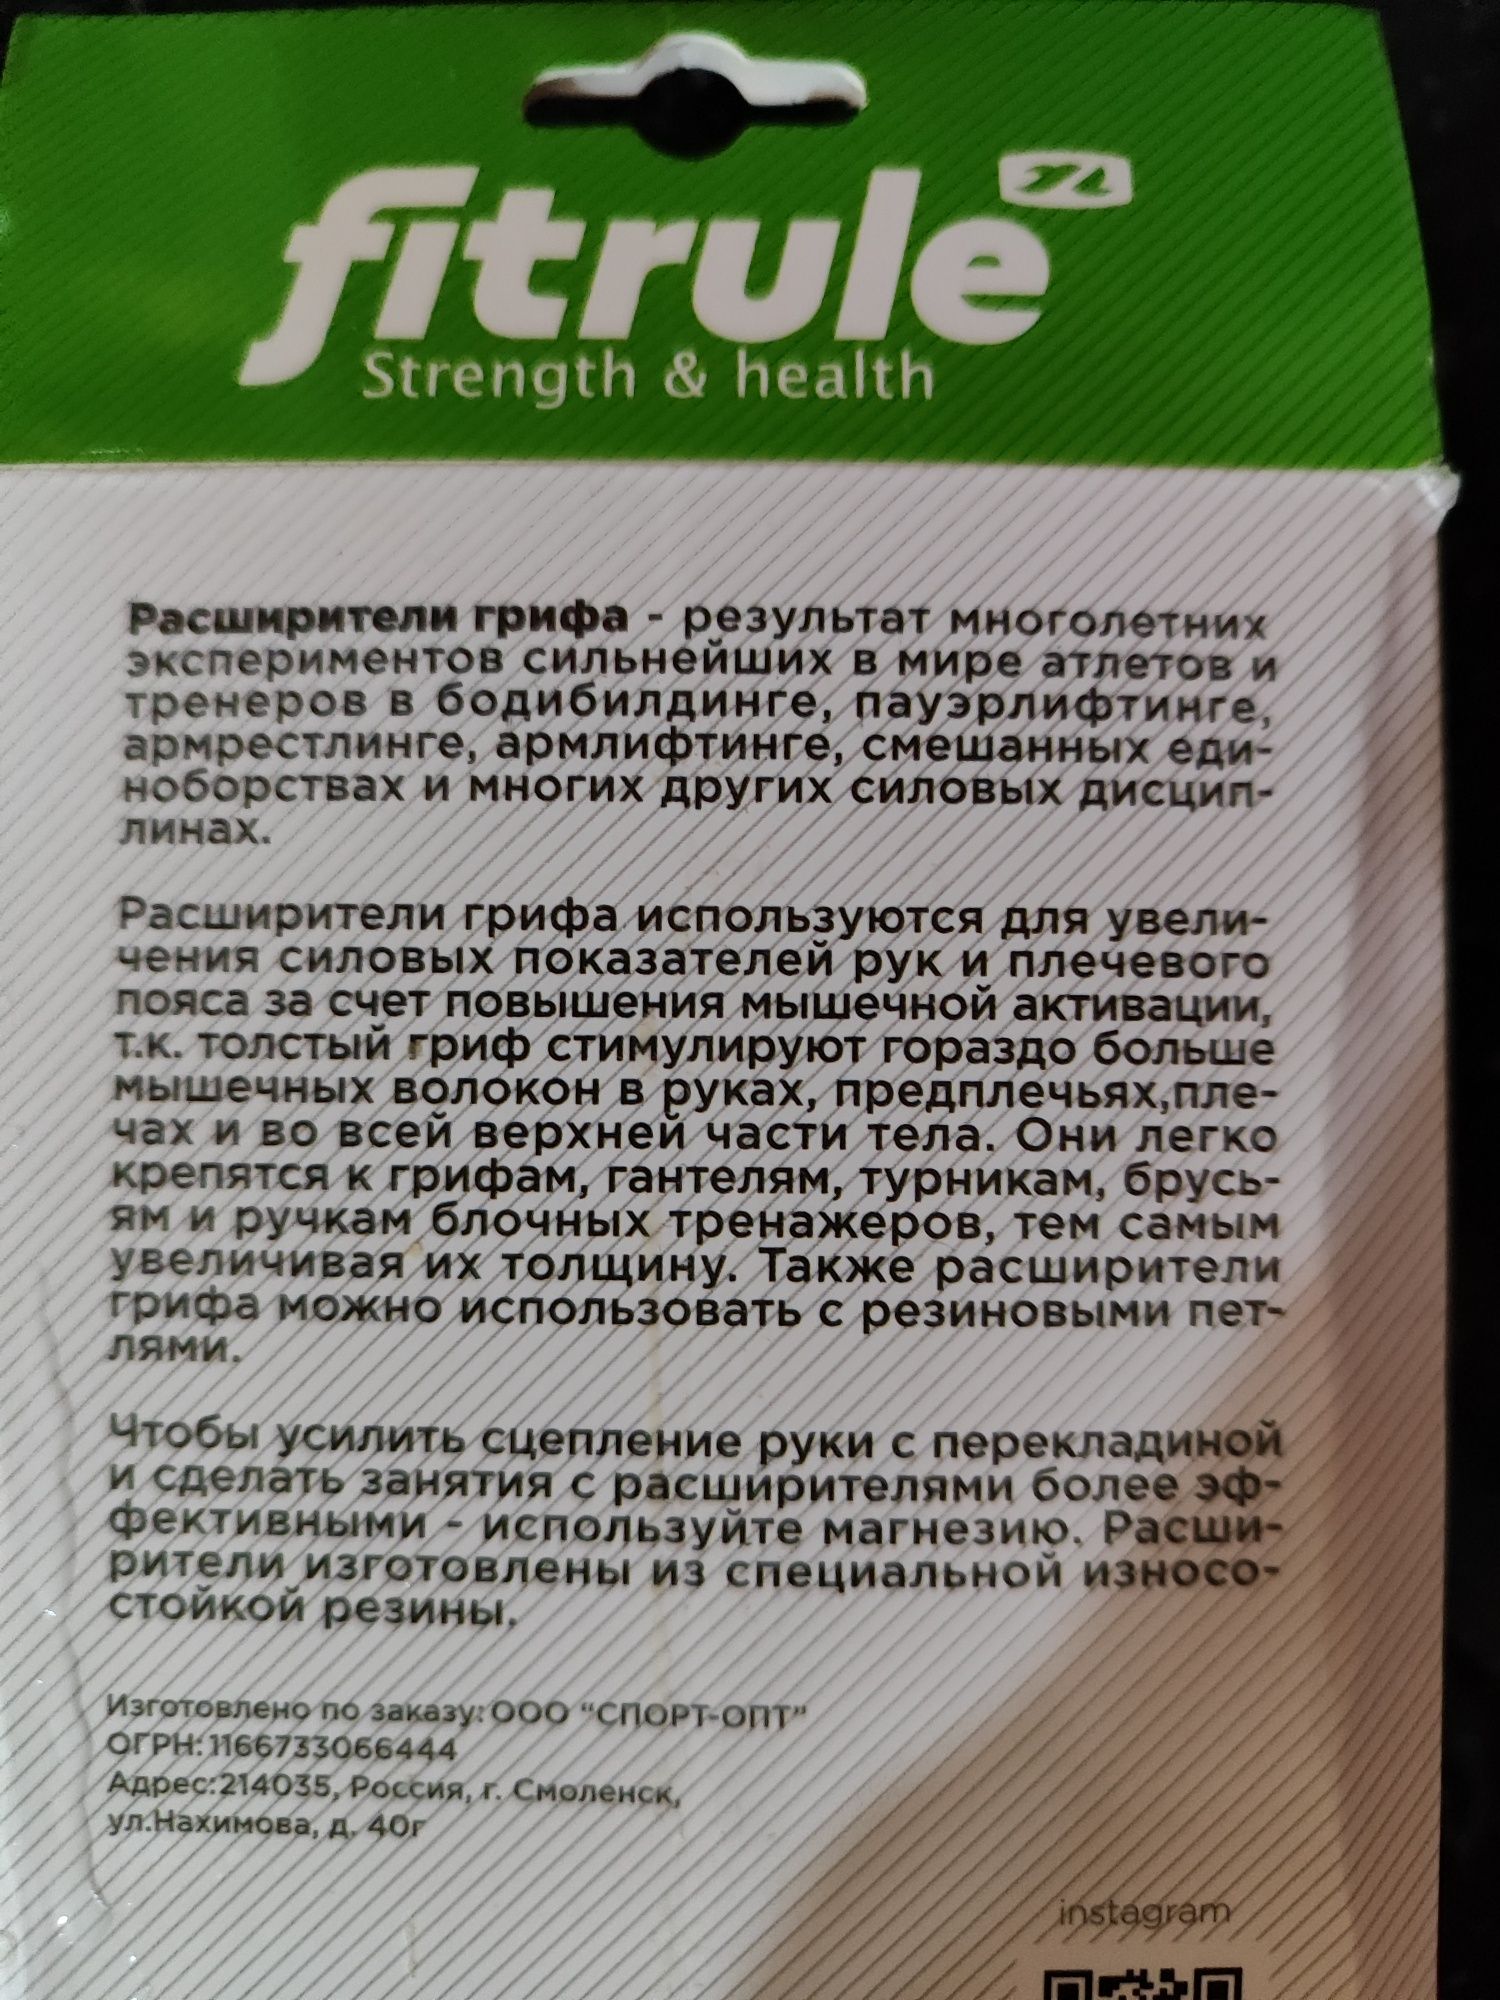 fitrule
Strength & health
Расширители грифа - результат многолетних
экспериментов сильнейших в мире атлетов и
тренеров в бодибилдинге, пауэрлифтинге,
армрестлинге, армлифтинге, смешанных еди-
ноборствах и многих других силовых дисцип-
линах.
Расширители грифа используются для увели-
чения силовых показателей рук и плечевого
пояса за счет повышения мышечной активации,
т.к. толстый гриф стимулируют гораздо больше
мышечных волокон в руках, предплечьях,пле-
чах и во всей верхней части тела. Они легко
крепятся к грифам, гантелям, турникам, брусь-
ям и ручкам блочных тренажеров, тем самым
увеличивая их толщину. Также расширители
грифа можно использовать с резиновыми пет-
лями.
Чтобы усилить сцепление руки с перекладиной
и сделать занятия с расширителями более эф-
фективными - используйте магнезию. Расши-
рители изготовлены из специальной износо-
стойкой резины.
Изготовлено по заказу: ООО "СПОРТ-ОПТ"
ОГРН: 1166733066444
Адрес:214035, Россия, г. Смоленск,
ул.Нахимова, д. 40г
instagram